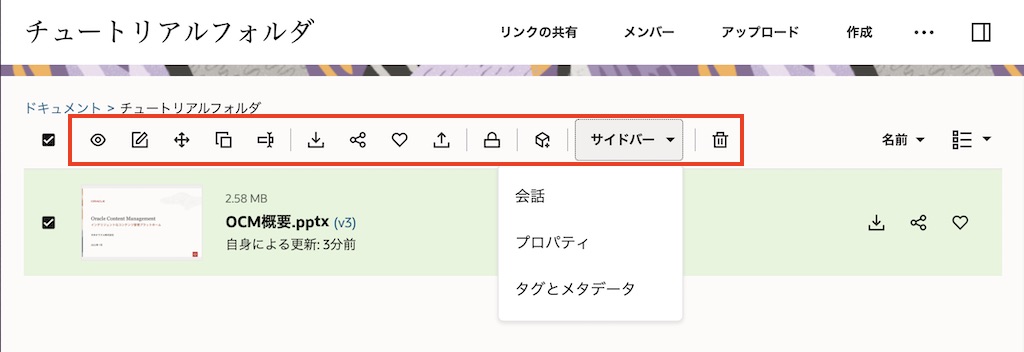 チュートリアルフォルダ
リンクの共有 メンバー アップロード 作成
ドキュメント > チュートリアルフォルダ
サイドバー
名前
会話
プロパティ
タグとメタデータ
2.58 MB
OCM概要.pptx (v3)
自身による更新: 3分前
Oracle Content Management